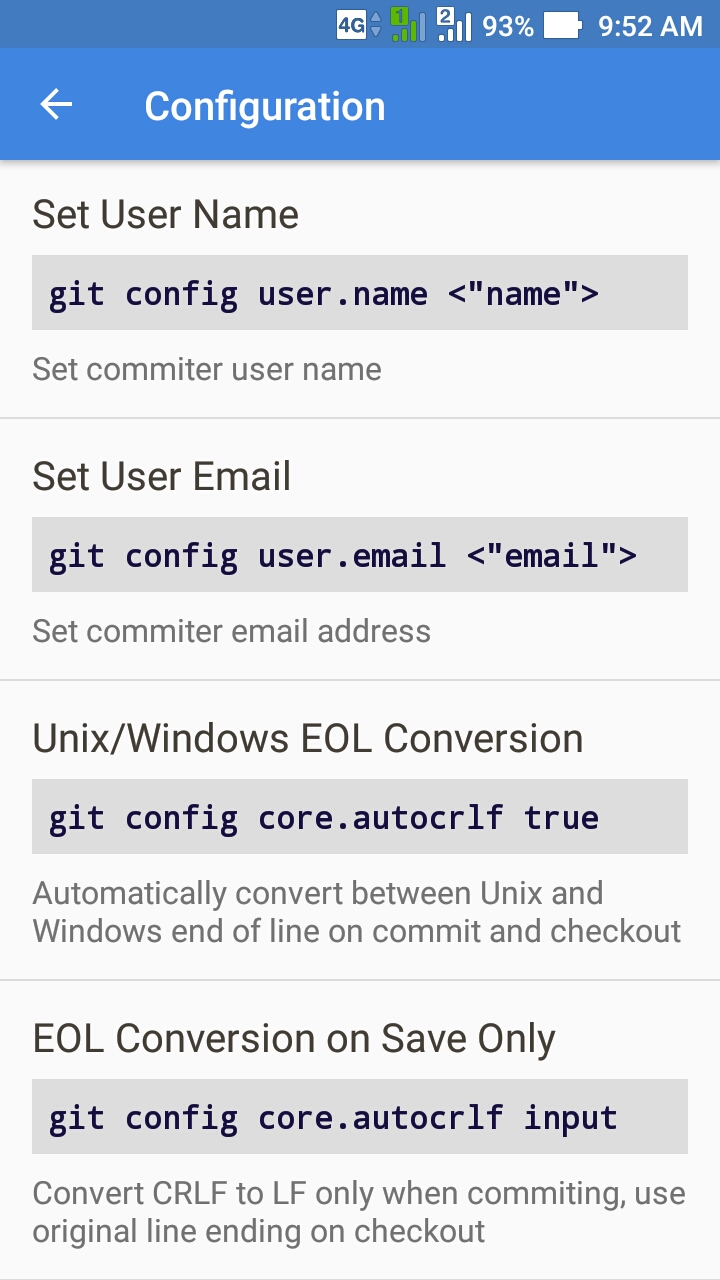 4G 1 2 93% 9:52 AM
Configuration
Set User Name
git config user.name <"name">
Set commiter user name
Set User Email
git config user.email <"email">
Set commiter email address
Unix/Windows EOL Conversion
git config core.autocrlf true
Automatically convert between Unix and
Windows end of line on commit and checkout
EOL Conversion on Save Only
git config core.autocrlf input
Convert CRLF to LF only when commiting, use
original line ending on checkout